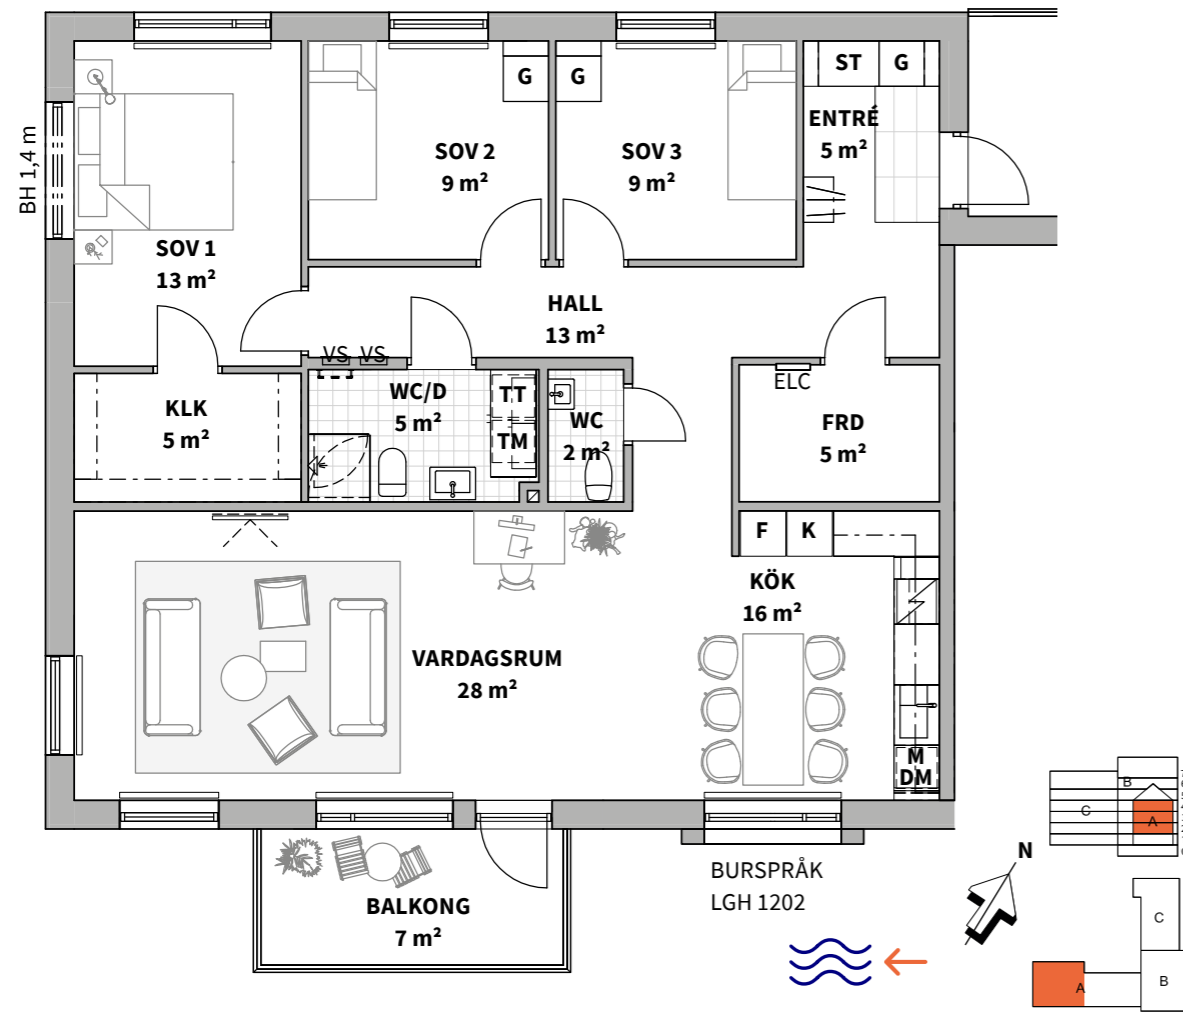 ST
G
G
G
ENTRÉ
5 m²
SOV 2
9 m²
SOV 3
9 m²
BH 1,4 m
SOV 1
13 m²
HALL
13 m²
VS VS
ELC
WC/D
5 m²
TT
TM
WC
2 m²
KLK
5 m²
FRD
5 m²
F
K
KÖK
16 m²
VARDAGSRUM
28 m²
M
DM
BURSPRÅK
LGH 1202
BALKONG
7 m²
N
B
C
A
C
B
A